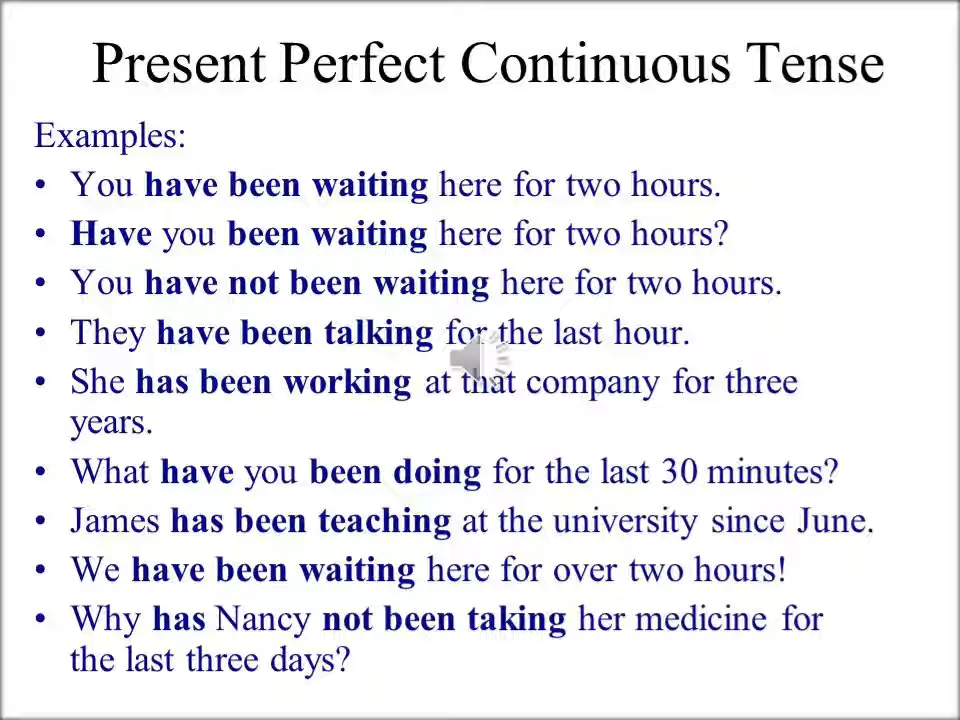 Present Perfect Continuous Tense
Examples:
• You have been waiting here for two hours.
• Have you been waiting here for two hours?
• You have not been waiting here for two hours.
• They have been talking for the last hour.
• She has been working at that company for three
years.
• What have you been doing for the last 30 minutes?
• James has been teaching at the university since June.
• We have been waiting here for over two hours!
• Why has Nancy not been taking her medicine for
the last three days?